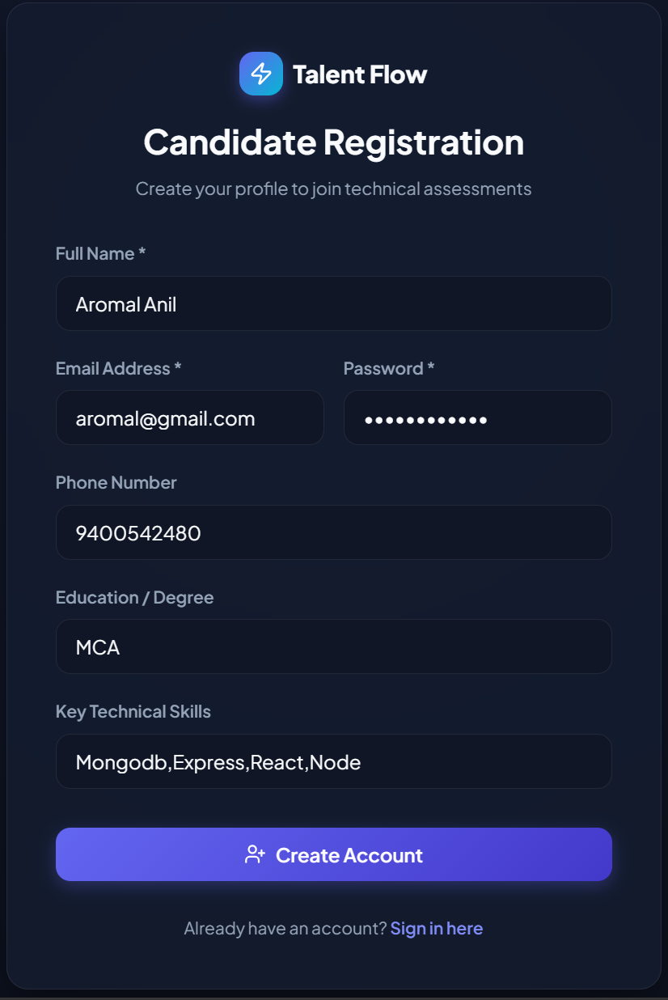 Talent Flow
Candidate Registration
Create your profile to join technical assessments
Full Name *
Aromal Anil
Email Address * Password *
aromal@gmail.com ••••••••••••
Phone Number
9400542480
Education / Degree
MCA
Key Technical Skills
Mongodb,Express,React,Node
Create Account
Already have an account? Sign in here